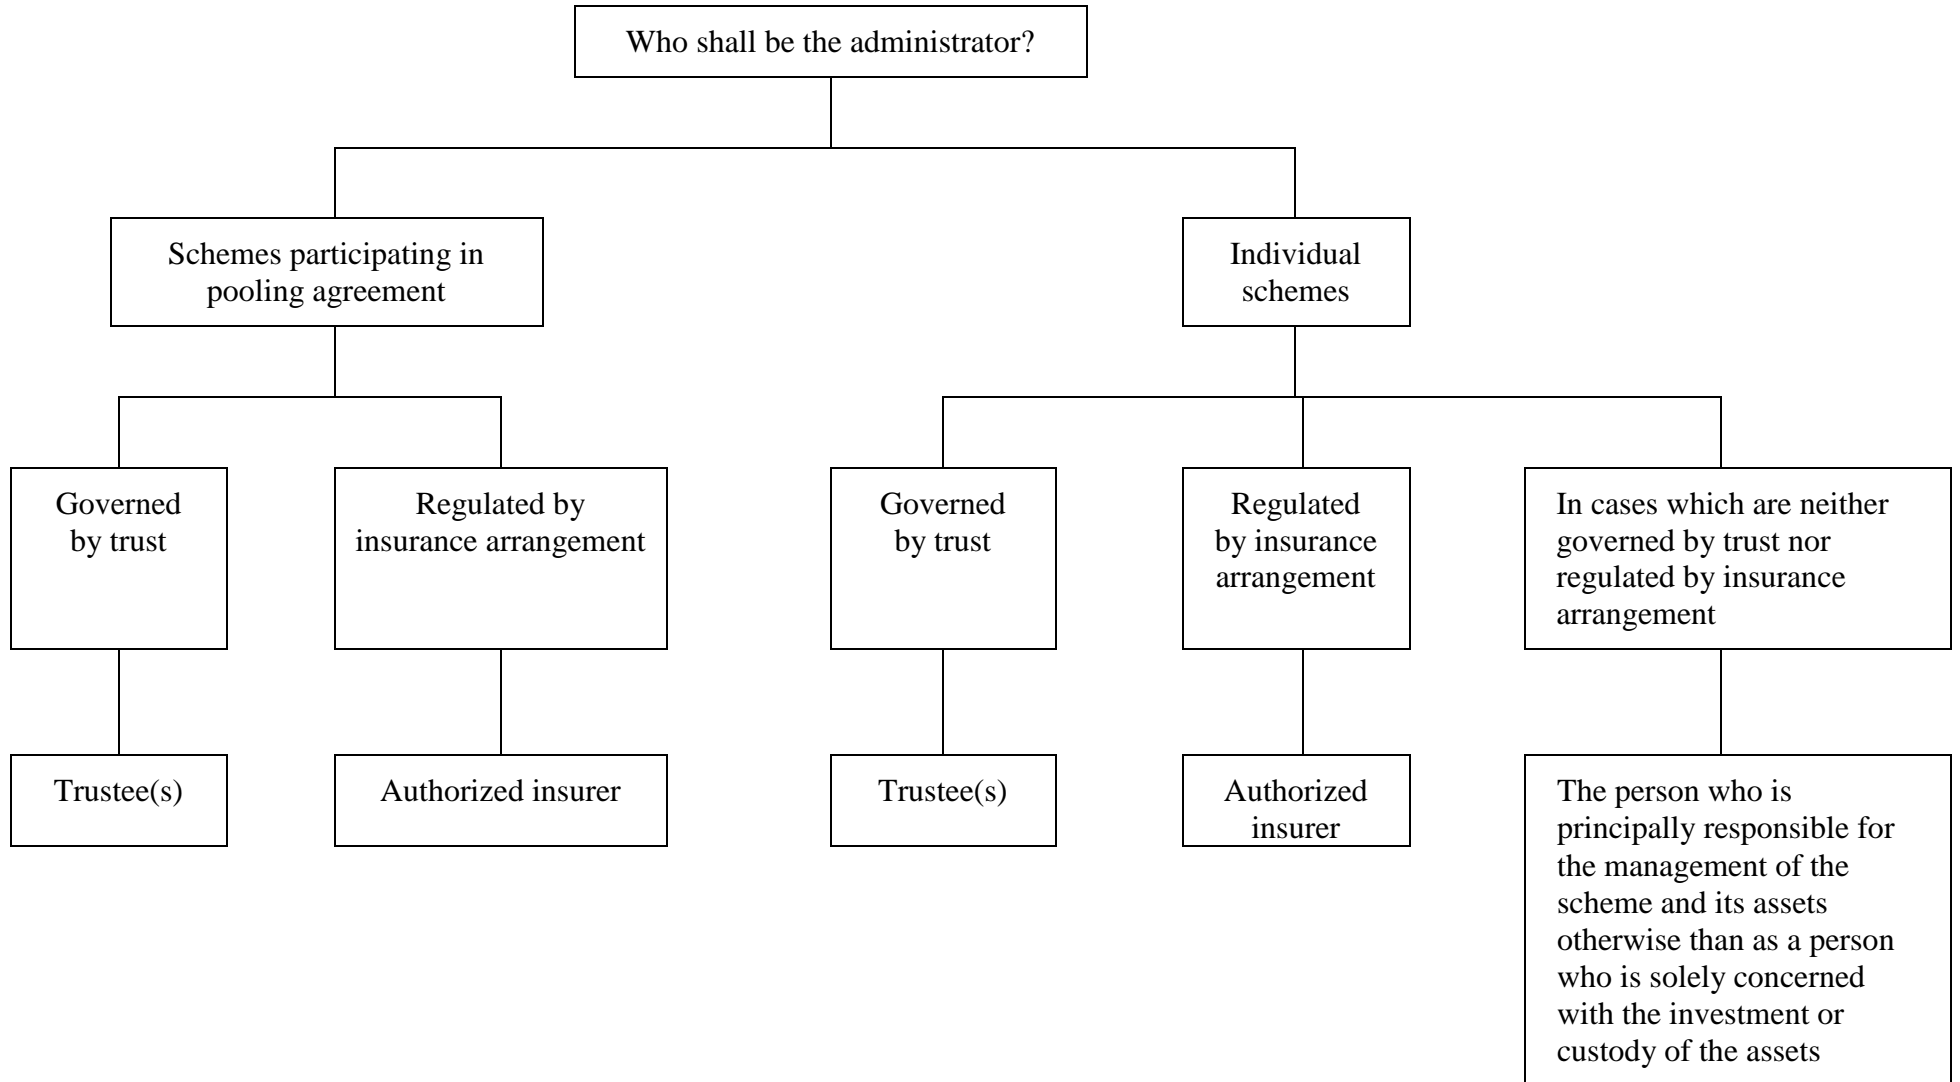 Who shall be the administrator?
Schemes participating in
pooling agreement
Individual
schemes
Governed
by trust
Regulated by
insurance arrangement
Governed
by trust
Regulated
by insurance
arrangement
In cases which are neither
governed by trust nor
regulated by insurance
arrangement
Trustee(s)
Authorized insurer
Trustee(s)
Authorized
insurer
The person who is
principally responsible for
the management of the
scheme and its assets
otherwise than as a person
who is solely concerned
with the investment or
custody of the assets